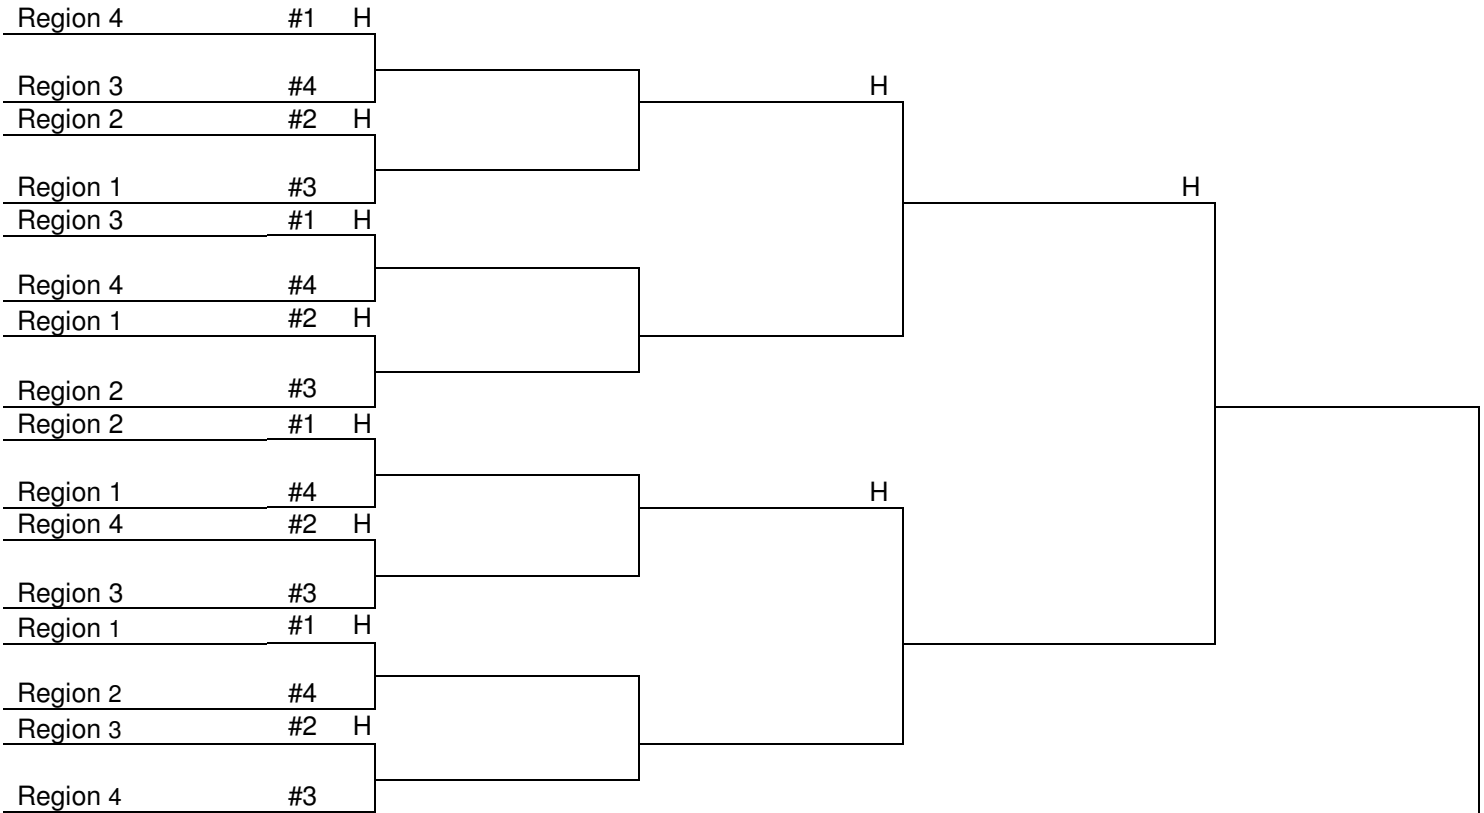 Region 4 #1 H
Region 3 #4 H
Region 2 #2 H
Region 1 #3 H
Region 3 #1 H
Region 4 #4
Region 1 #2 H
Region 2 #3
Region 2 #1 H
Region 1 #4 H
Region 4 #2 H
Region 3 #3
Region 1 #1 H
Region 2 #4
Region 3 #2 H
Region 4 #3